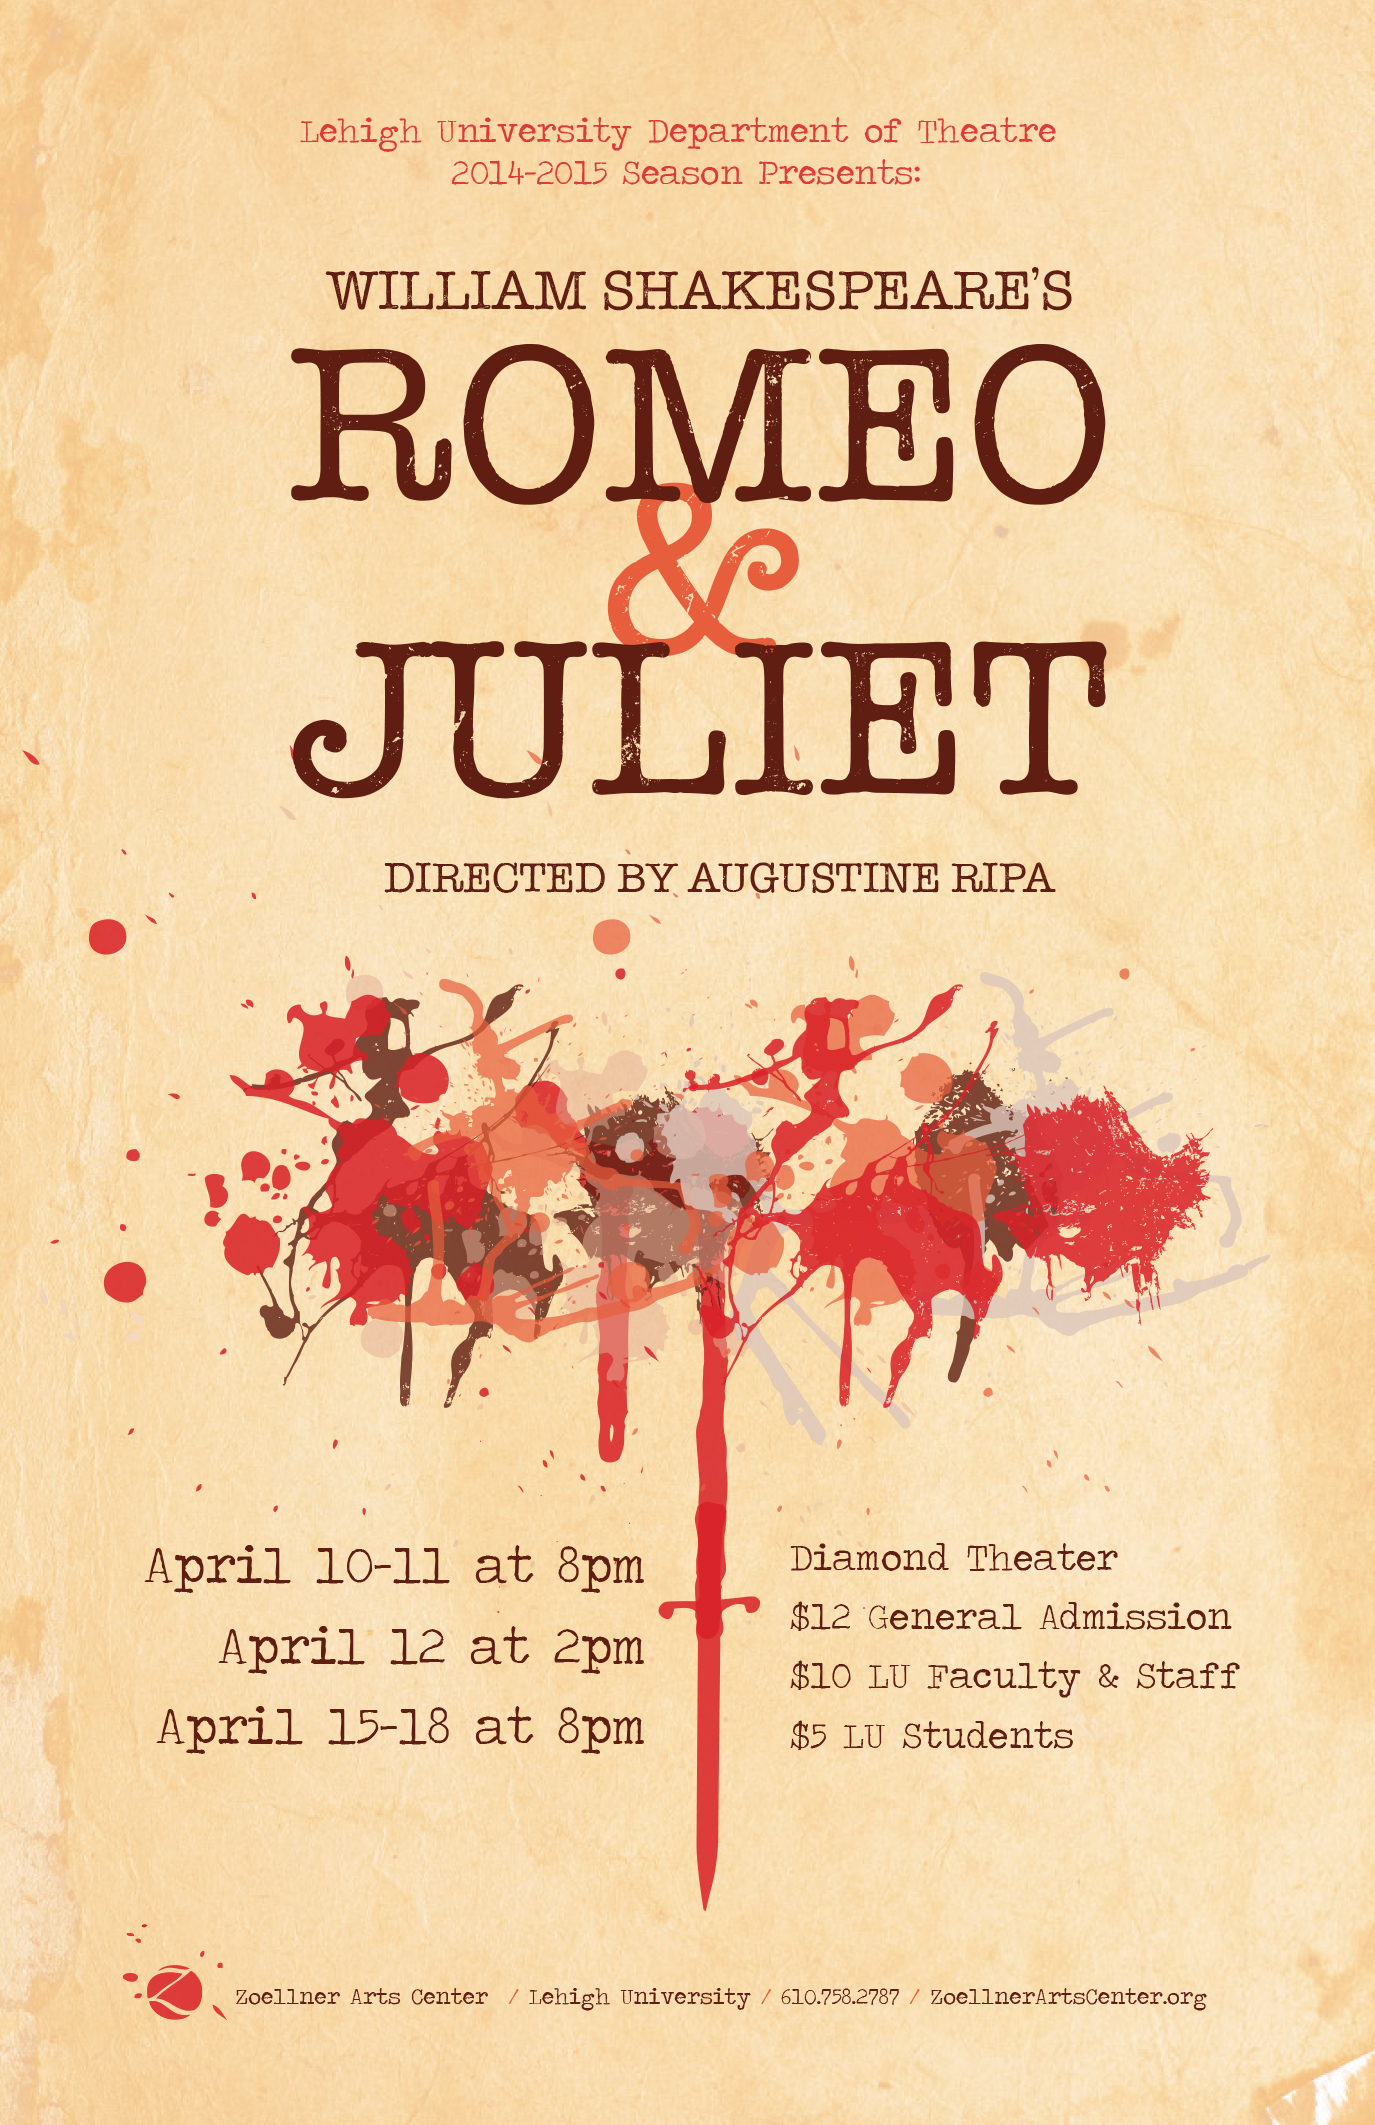 Lehigh University Department of Theatre
2014-2015 Season Presents:
WILLIAM SHAKESPEARE'S
ROMEO
&
JULIET
DIRECTED BY AUGUSTINE RIPA
April 10-11 at 8pm
April 12 at 2pm
April 15-18 at 8pm
Diamond Theater
$12 General Admission
$10 LU Faculty & Staff
$5 LU Students
Zoellner Arts Center / Lehigh University / 610.758.2787 / ZoellnerArtsCenter.org